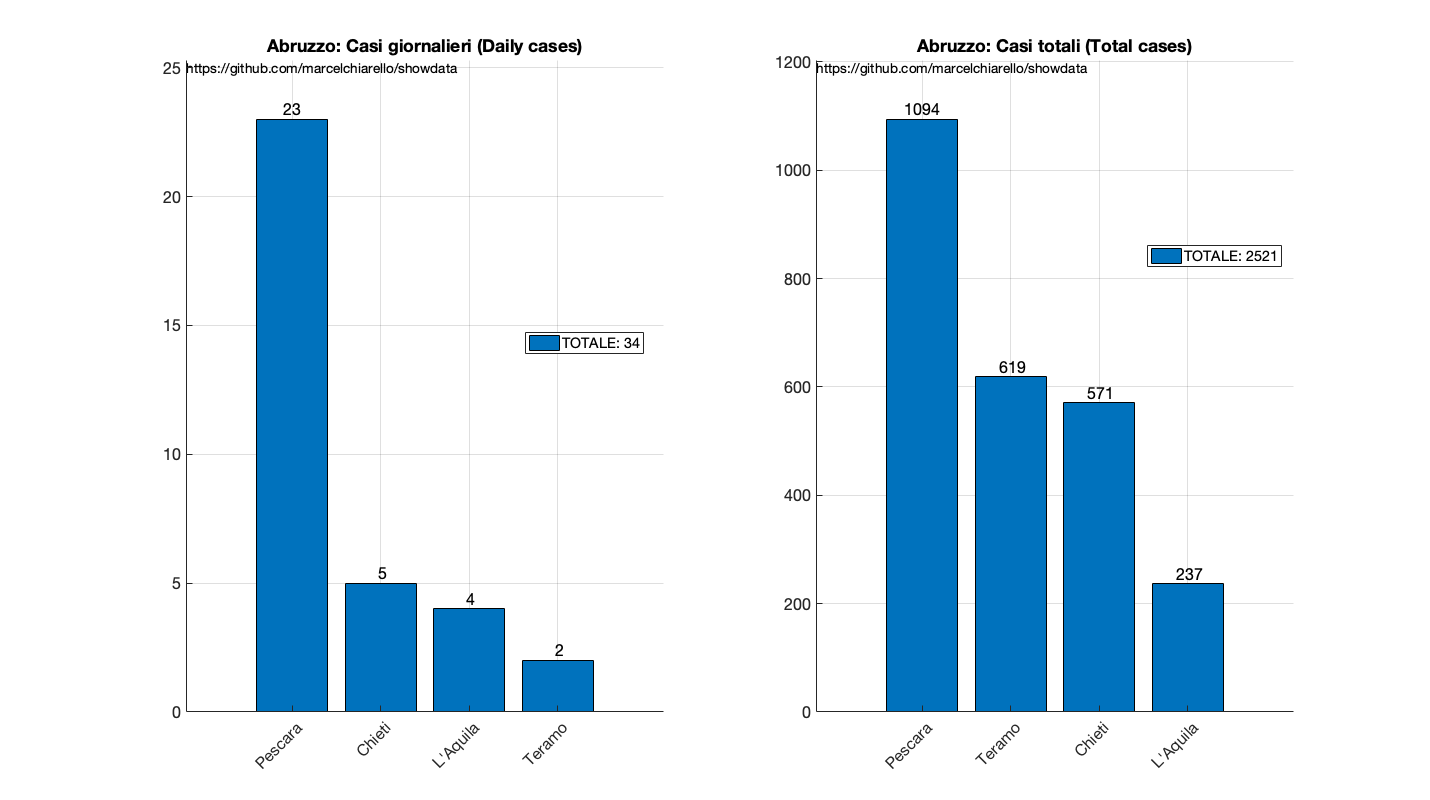 Abruzzo: Casi giornalieri (Daily cases)
https://github.com/marcelchiarello/showdata
25
20
15
10
5
0
23
5
4
2
TOTALE: 34
Pescara
Chieti
L'Aquila
Teramo
Abruzzo: Casi totali (Total cases)
https://github.com/marcelchiarello/showdata
1200
1000
800
600
400
200
0
1094
619
571
237
TOTALE: 2521
Pescara
Teramo
Chieti
L'Aquila